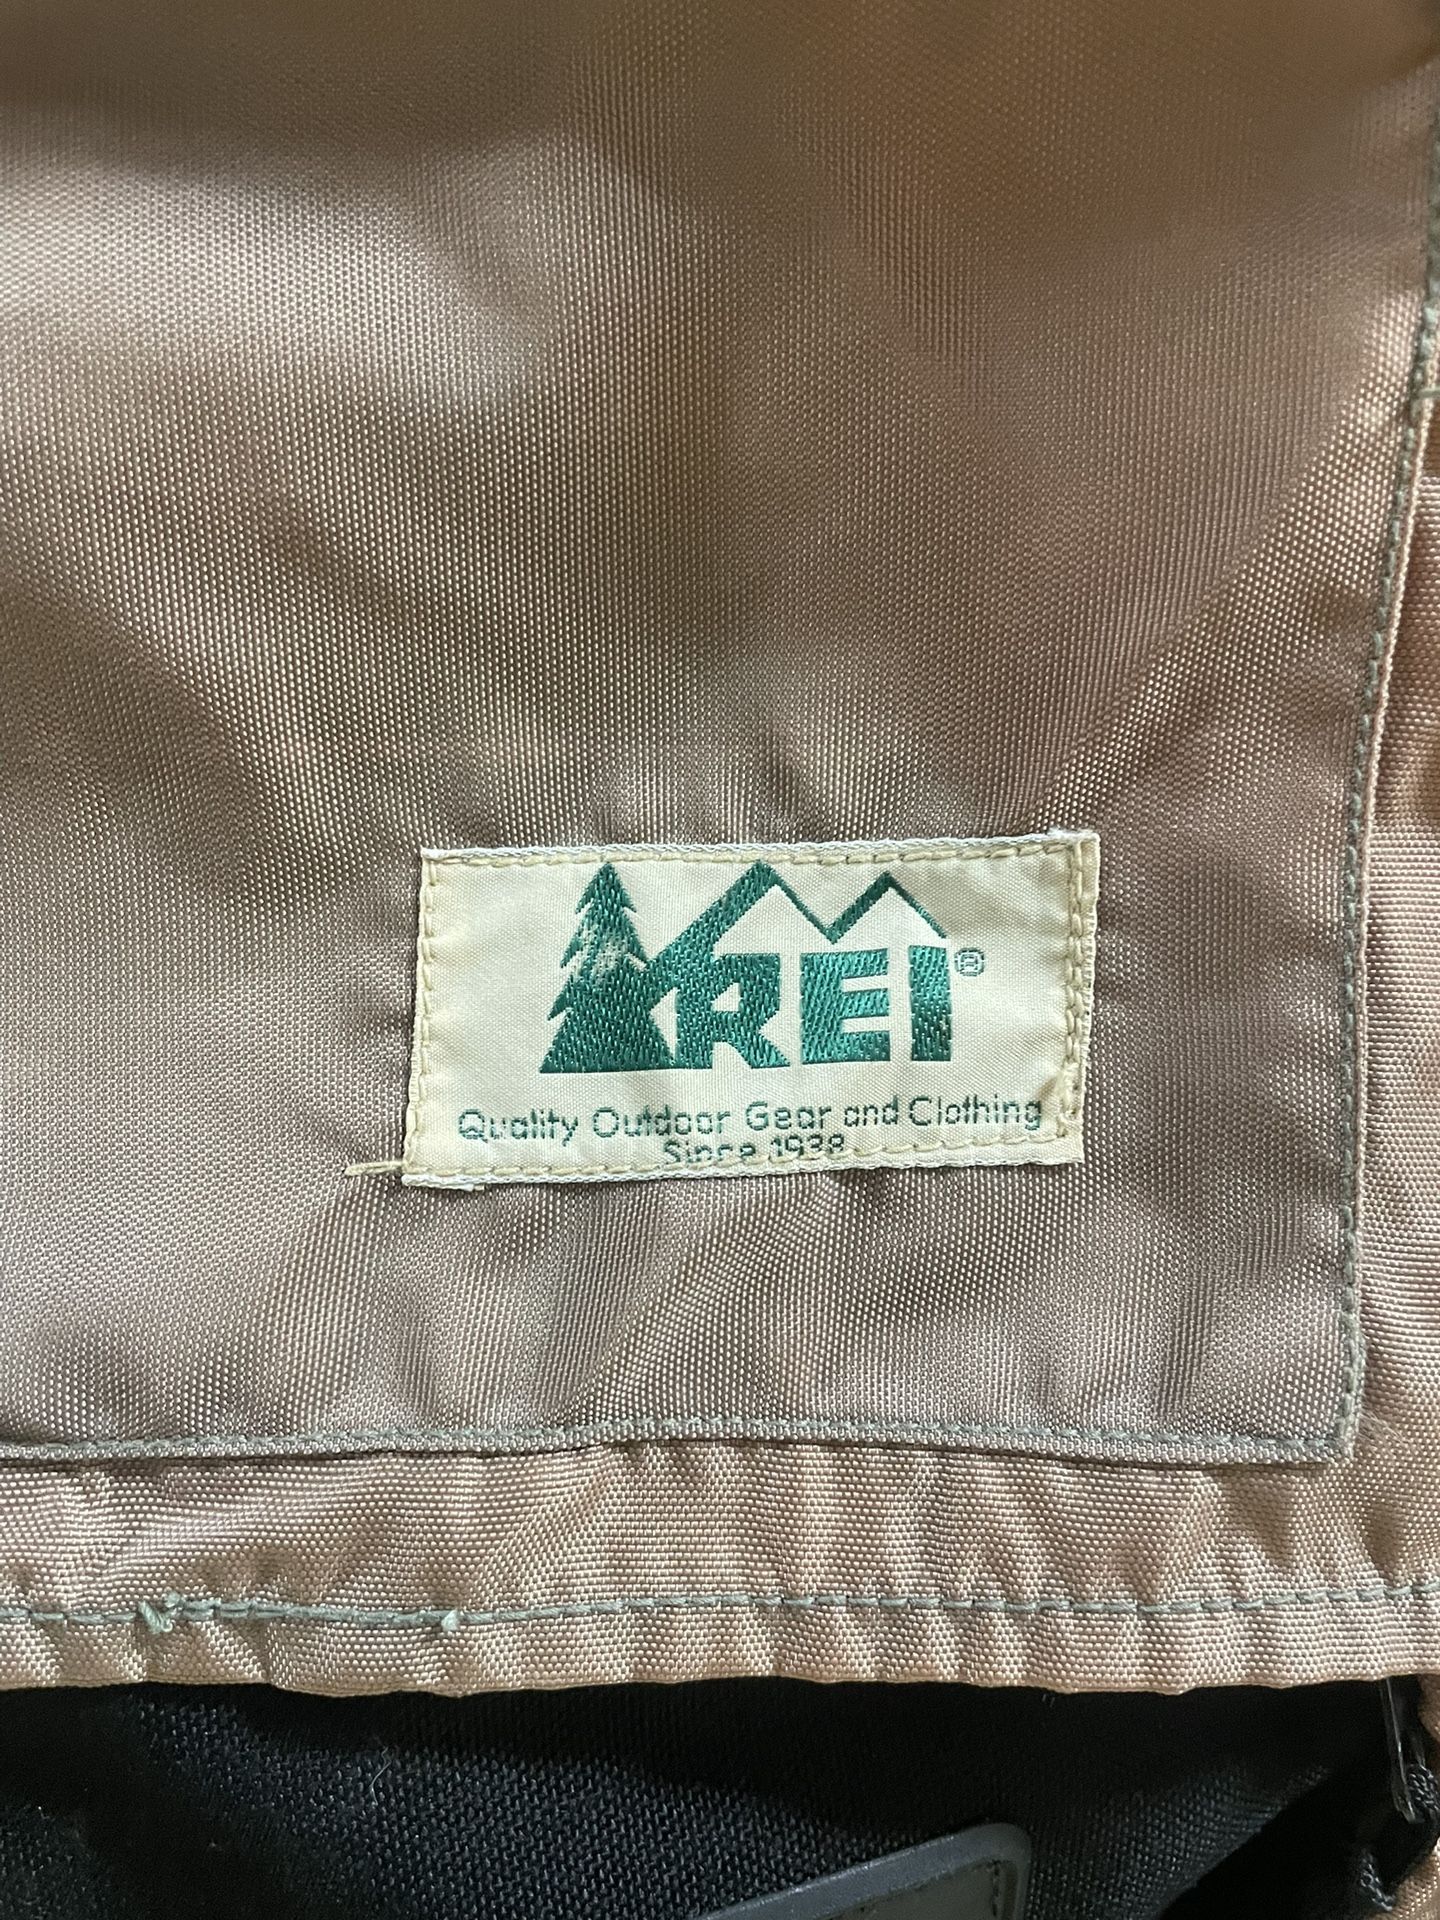 REI®
Quality Outdoor Gear and Clothing
Since 1938